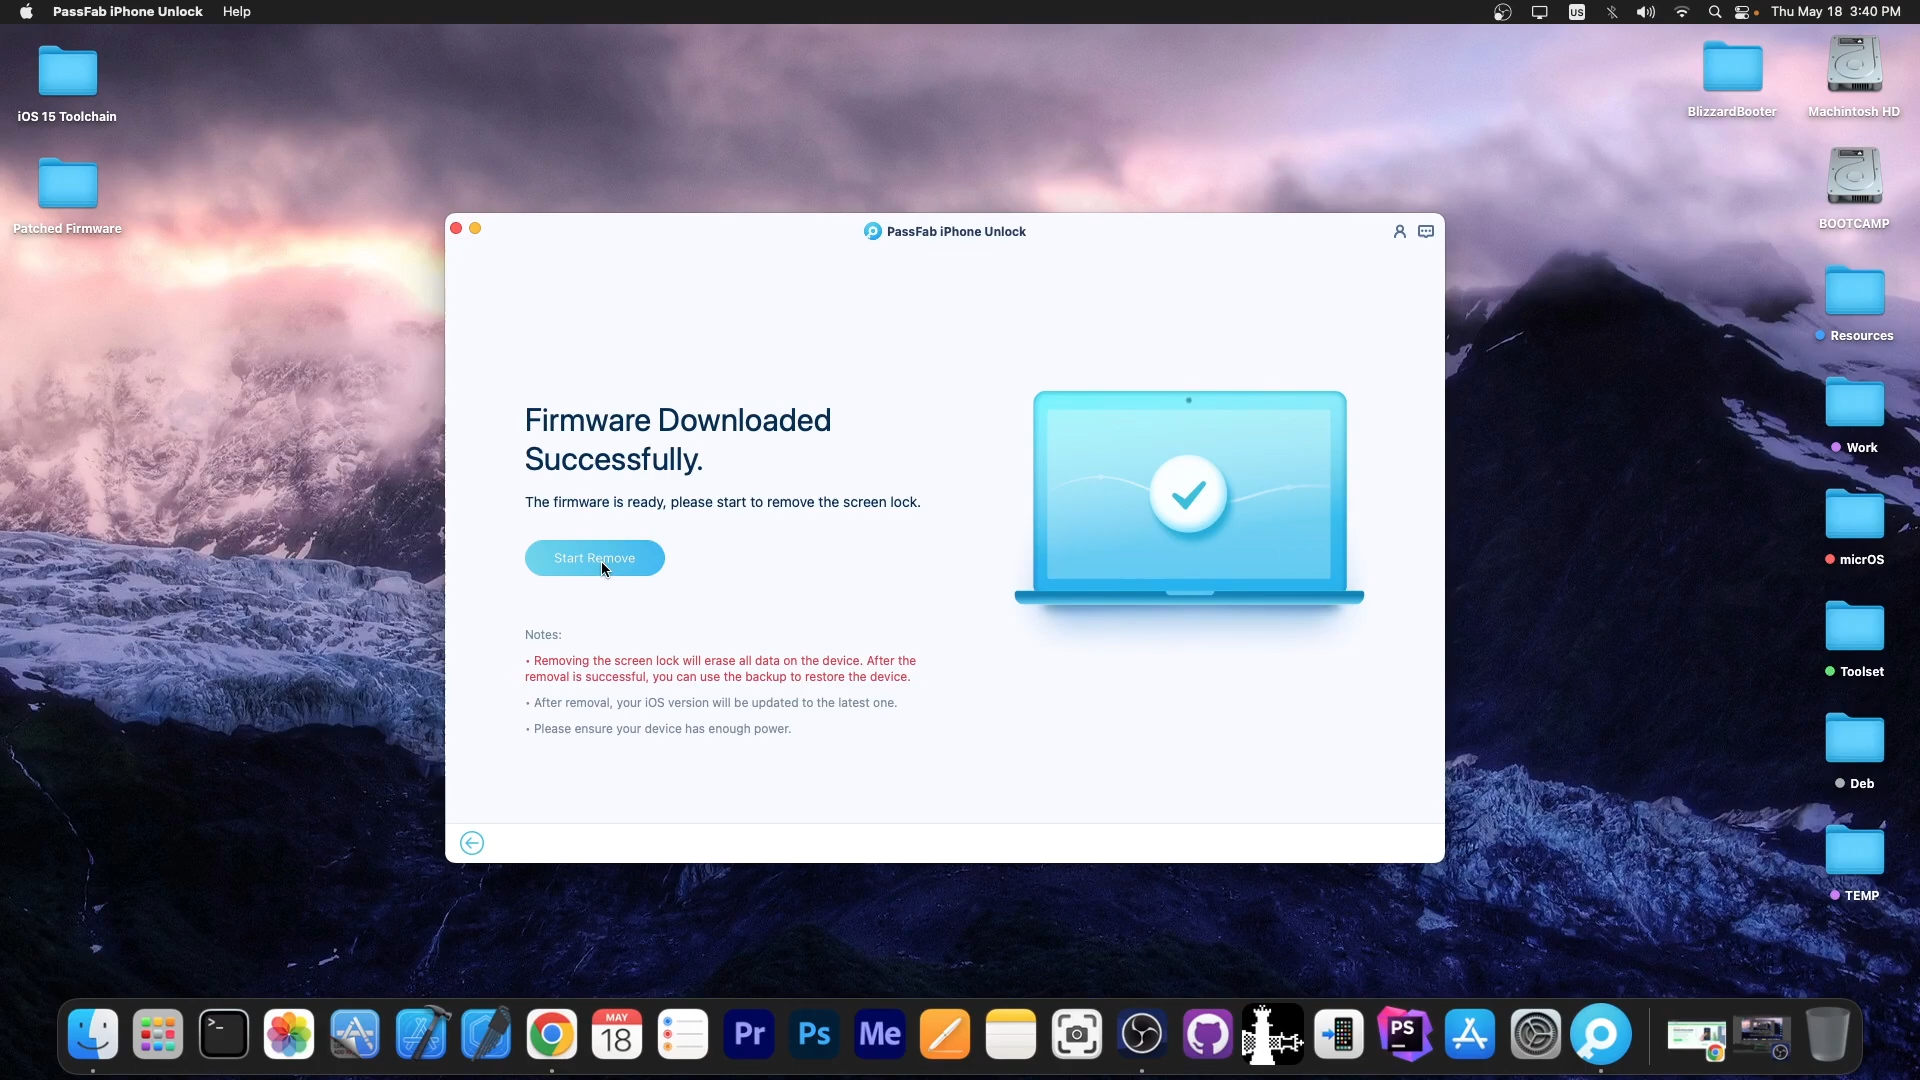 PassFab iPhone Unlock Help
US
Thu May 18 3:40 PM
iOS 15 Toolchain
Patched Firmware
BlizzardBooter
Machintosh HD
BOOTCAMP
Resources
Work
micrOS
Toolset
Deb
TEMP
PassFab iPhone Unlock
Firmware Downloaded
Successfully.
The firmware is ready, please start to remove the screen lock.
Start Remove
Notes:
• Removing the screen lock will erase all data on the device. After the
removal is successful, you can use the backup to restore the device.
• After removal, your iOS version will be updated to the latest one.
• Please ensure your device has enough power.
>_
MAY
18
Pr
Ps
Me
PS